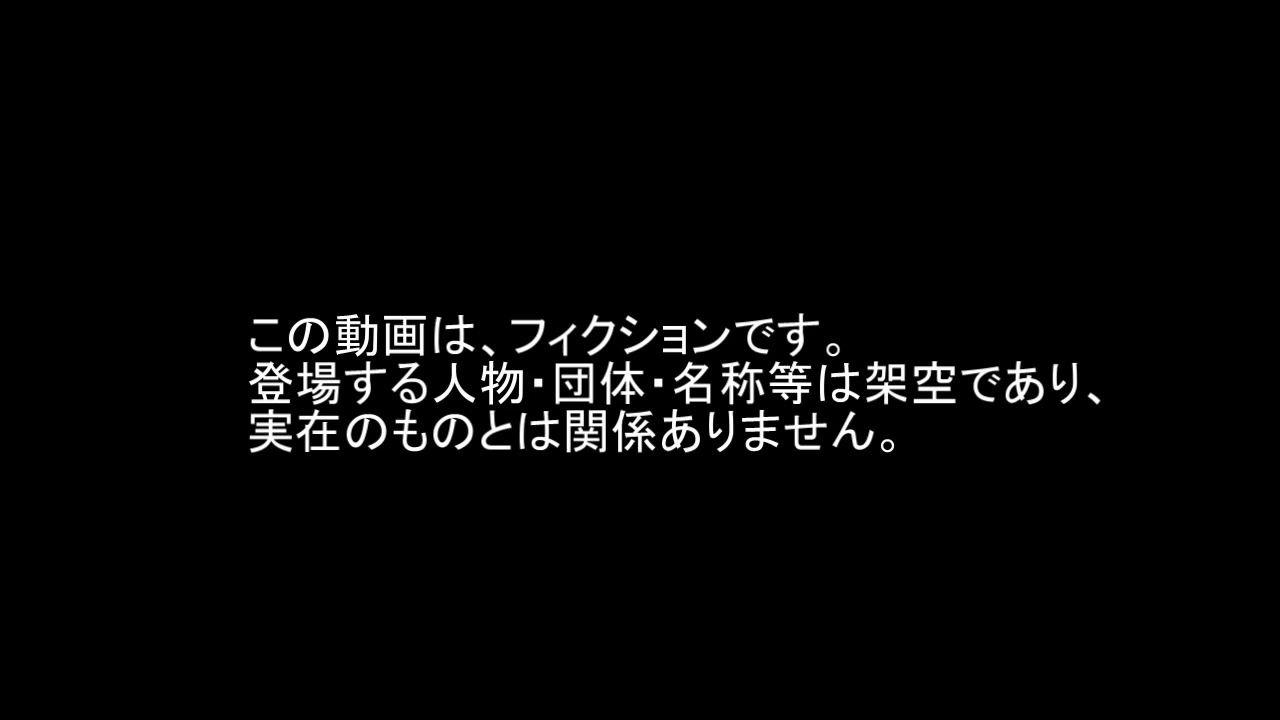 この動画は、フィクションです。
登場する人物・団体・名称等は架空であり、
実在のものとは関係ありません。